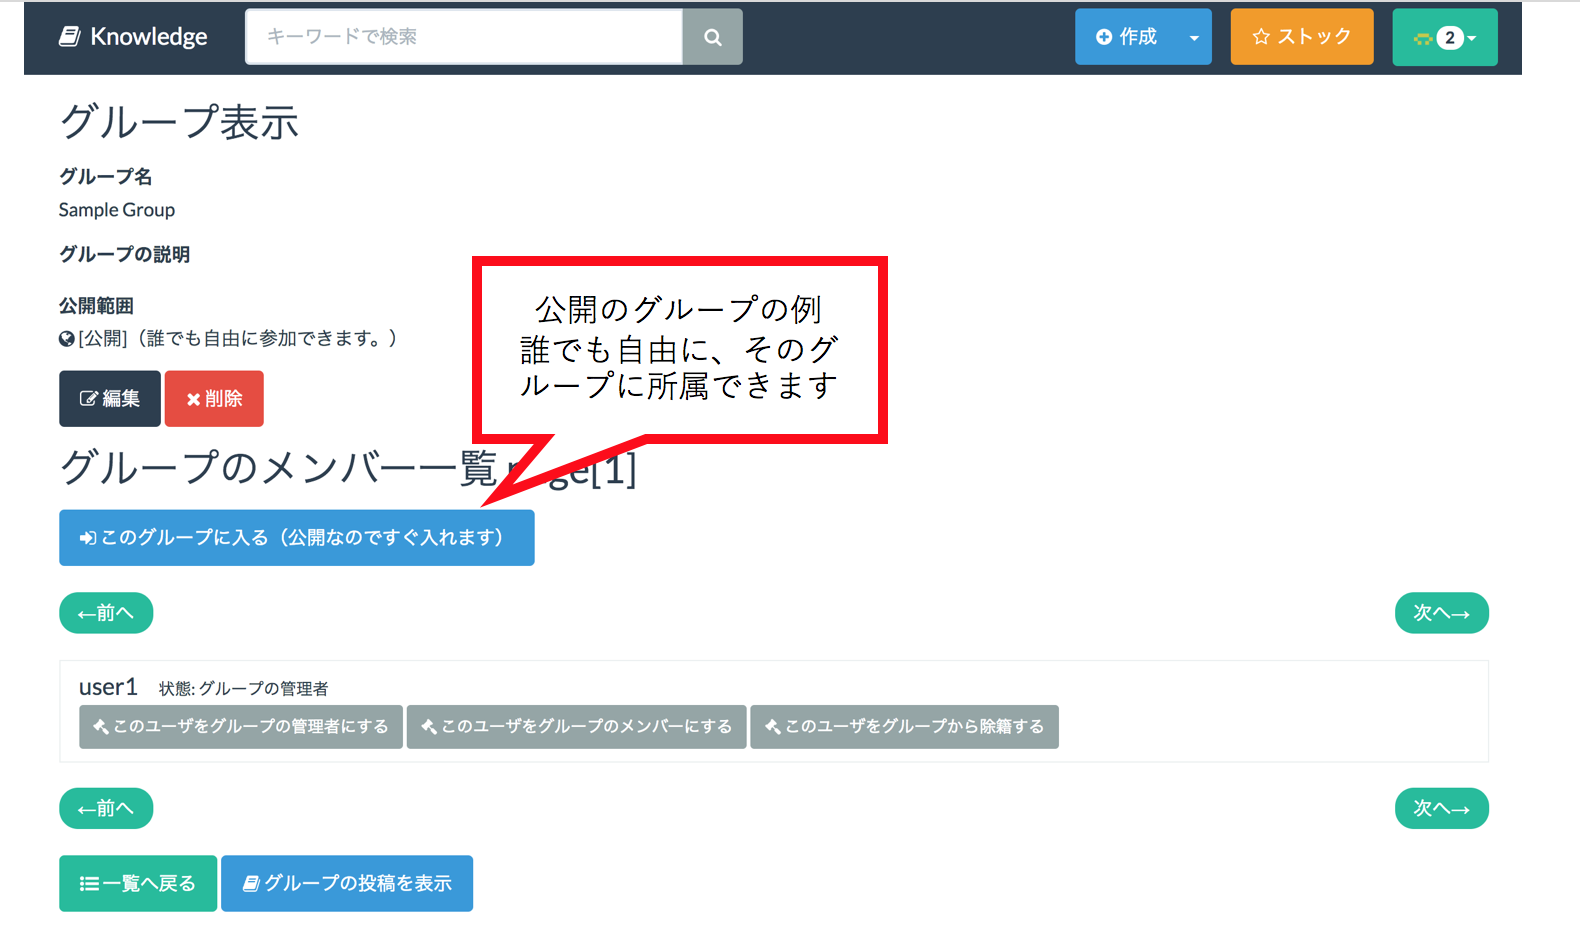 Knowledge
キーワードで検索
作成
ストック
2
グループ表示
グループ名
Sample Group
グループの説明
公開範囲
[公開]（誰でも自由に参加できます。）
編集
削除
公開のグループの例
誰でも自由に、そのグ
ループに所属できます
グループのメンバー一覧 page[1]
このグループに入る（公開なのですぐ入れます）
←前へ
次へ→
user1 状態: グループの管理者
このユーザをグループの管理者にする
このユーザをグループのメンバーにする
このユーザをグループから除籍する
←前へ
次へ→
一覧へ戻る
グループの投稿を表示